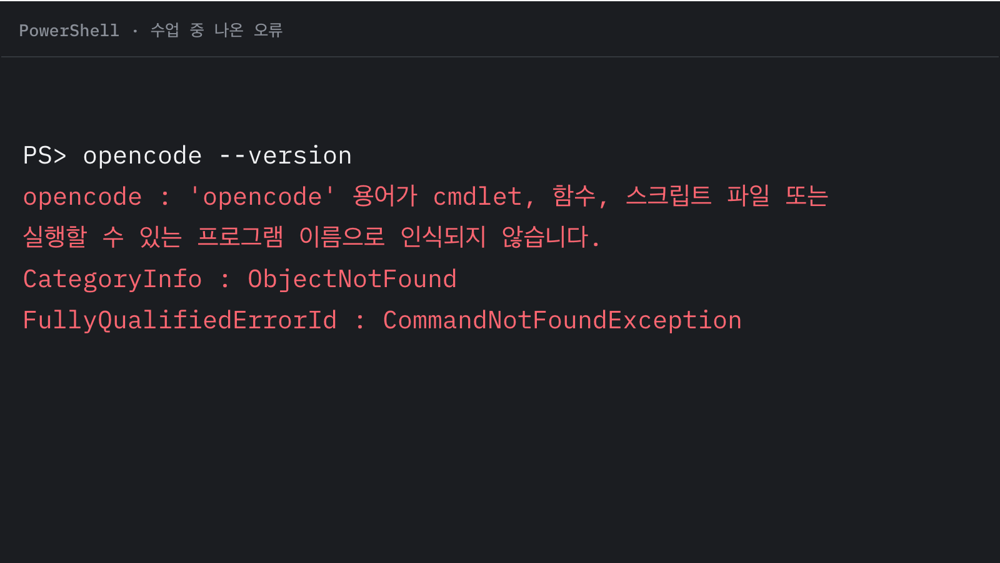 PowerShell · 수업 중 나온 오류
PS> opencode --version
opencode : 'opencode' 용어가 cmdlet, 함수, 스크립트 파일 또는
실행할 수 있는 프로그램 이름으로 인식되지 않습니다.
CategoryInfo : ObjectNotFound
FullyQualifiedErrorId : CommandNotFoundException